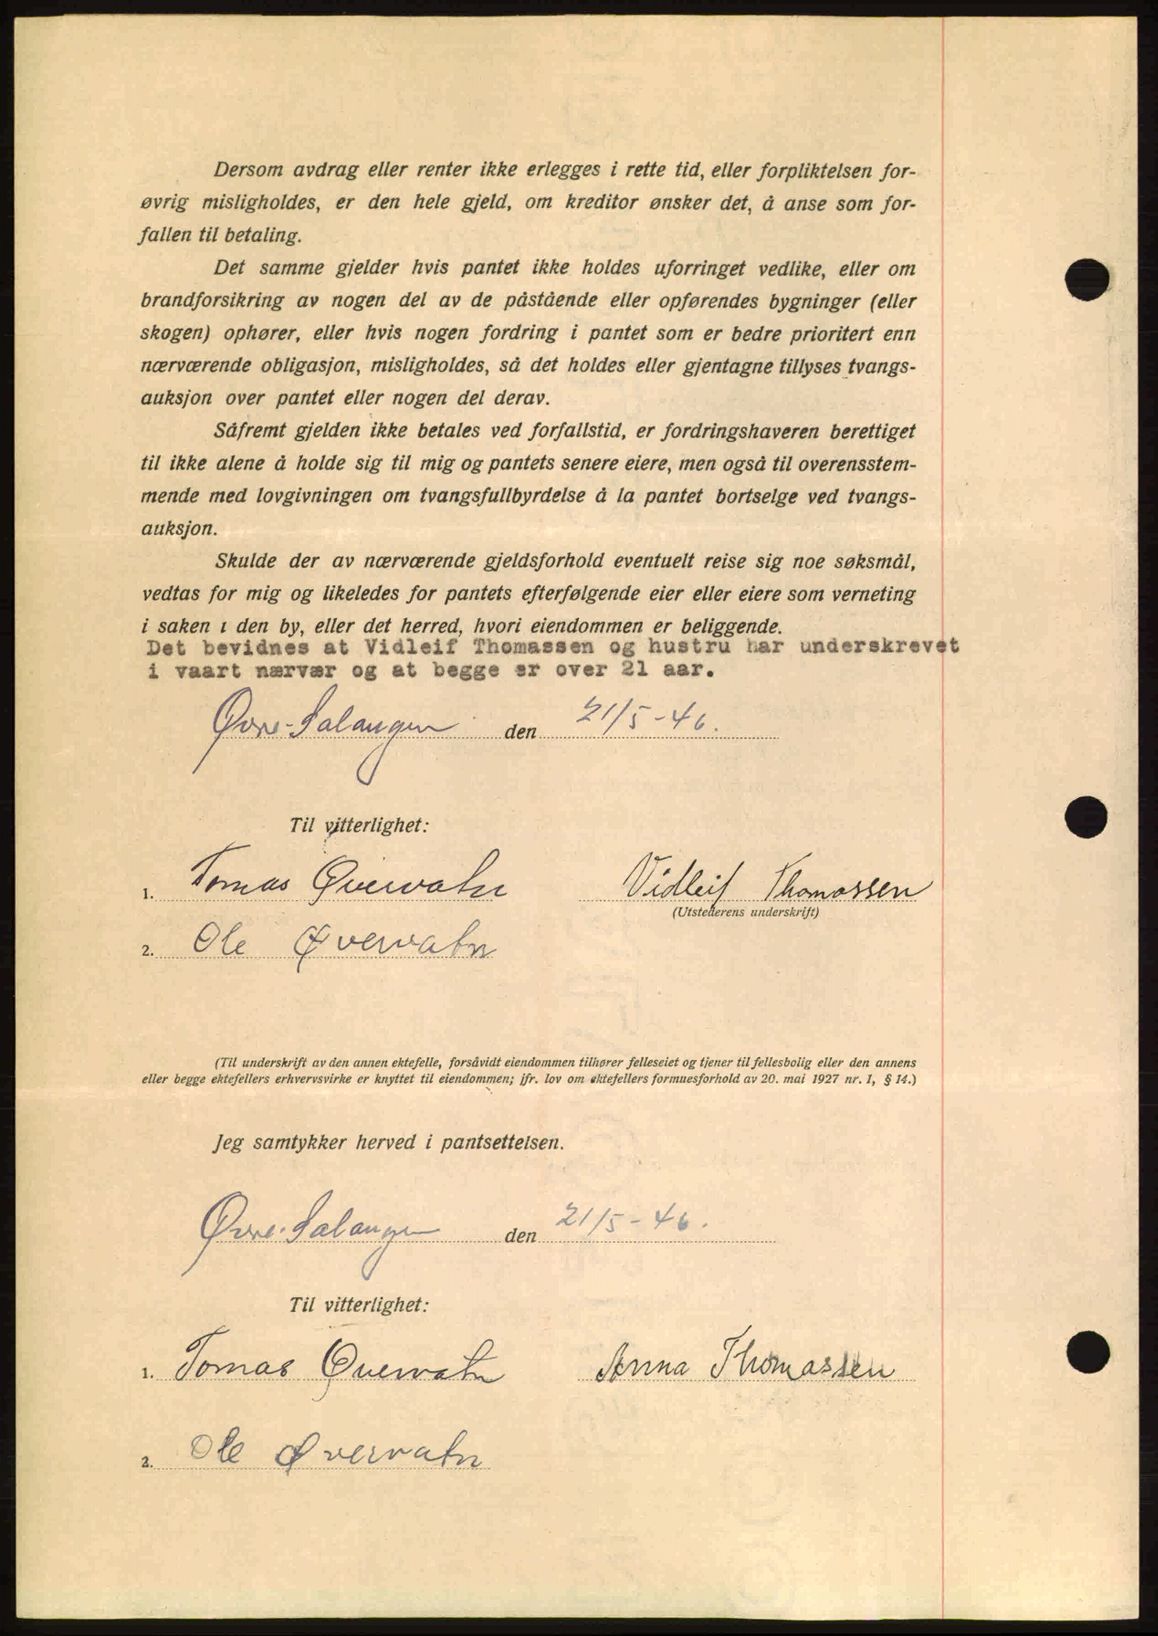 Dersom avdrag eller renter ikke erlegges i rette tid, eller forpliktelsen for-
øvrig misligholdes, er den hele gjeld, om kreditor ønsker det, å anse som for-
fallen til betaling.
Det samme gjelder hvis pantet ikke holdes uforringet vedlike, eller om
brandforsikring av nogen del av de påstående eller opførendes bygninger (eller
skogen) ophører, eller hvis nogen fordring i pantet som er bedre prioritert enn
nærværende obligasjon, misligholdes, så det holdes eller gjentagne tillyses tvangs-
auksjon over pantet eller nogen del derav.
Såfremt gjelden ikke betales ved forfallstid, er fordringshaveren berettiget
til ikke alene å holde sig til mig og pantets senere eiere, men også til overensstem-
mende med lovgivningen om tvangsfullbyrdelse å la pantet bortselge ved tvangs-
auksjon.
Skulde der av nærværende gjeldsforhold eventuelt reise sig noe søksmål,
vedtas for mig og likeledes for pantets efterfølgende eier eller eiere som verneting
i saken i den by, eller det herred, hvori eiendommen er beliggende.
Det bevidnes at Vidleif Thomassen og hustru har underskrevet
i vaart nærvær og at begge er over 21 aar.
Øvre-Salangen den 21/5-46.
Til vitterlighet:
1. Tomas Øvervatn Vidleif Thomassen
(Utstederens underskrift)
2. Ole Øvervatn
(Til underskrift av den annen ektefelle, forsåvidt eiendommen tilhører felleseiet og tjener til fellesbolig eller den annens
eller begge ektefellers erhvervsvirke er knyttet til eiendommen; jfr. lov om ektefellers formuesforhold av 20. mai 1927 nr. 1, § 14.)
Jeg samtykker herved i pantsettelsen.
Øvre-Salangen den 21/5-46.
Til vitterlighet:
1. Tomas Øvervatn Anna Thomassen
2. Ole Øvervatn